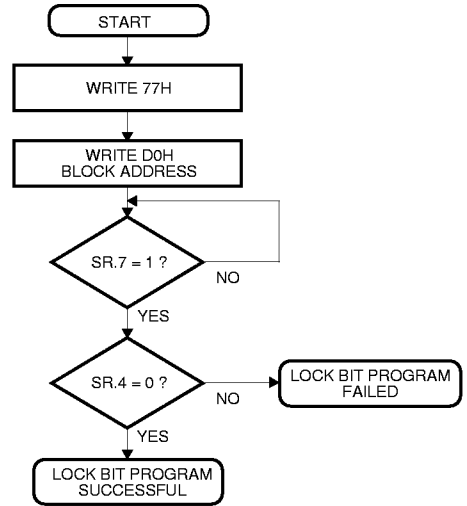 START
WRITE 77H
WRITE D0H
BLOCK ADDRESS
SR.7 = 1 ?
NO
YES
SR.4 = 0 ?
NO
LOCK BIT PROGRAM
FAILED
YES
LOCK BIT PROGRAM
SUCCESSFUL